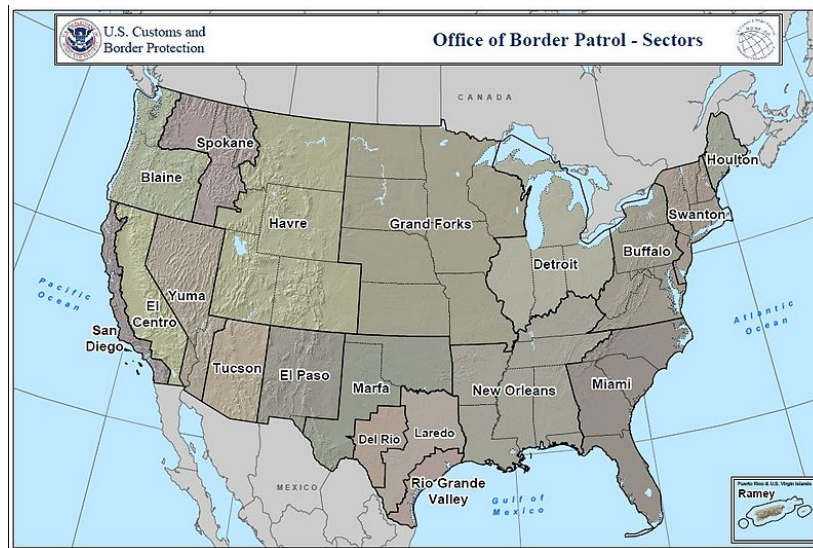 U.S. Customs and
Border Protection
Office of Border Patrol - Sectors
CANADA
Spokane
Houlton
Blaine
Swanton
Havre
Grand Forks
Buffalo
Detroit
Pacific
Ocean
Yuma
El
Centro
Atlantic
Ocean
San
Diego
Tucson
El Paso
Marfa
New Orleans
Miami
Del Rio
Laredo
MEXICO
Rio Grande
Valley
Gulf of
Mexico
Puerto Rico & U.S. Virgin Islands
Ramey